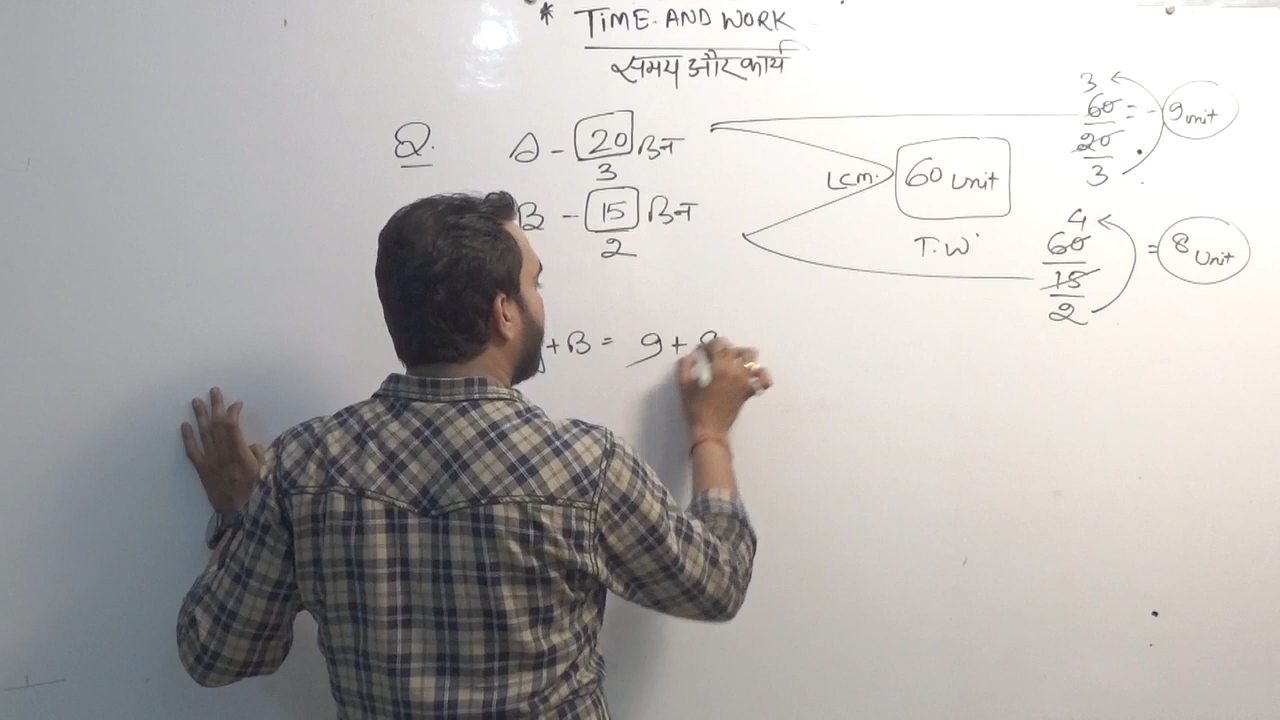 * TIME AND WORK
समय और कार्य
Q. A - 20/3 दिन
B - 15/2 दिन
Lcm. 60 unit
T.W
3
60/20/3 = 9 unit
4
60/15/2 = 8 unit
+ B = 9 + 8